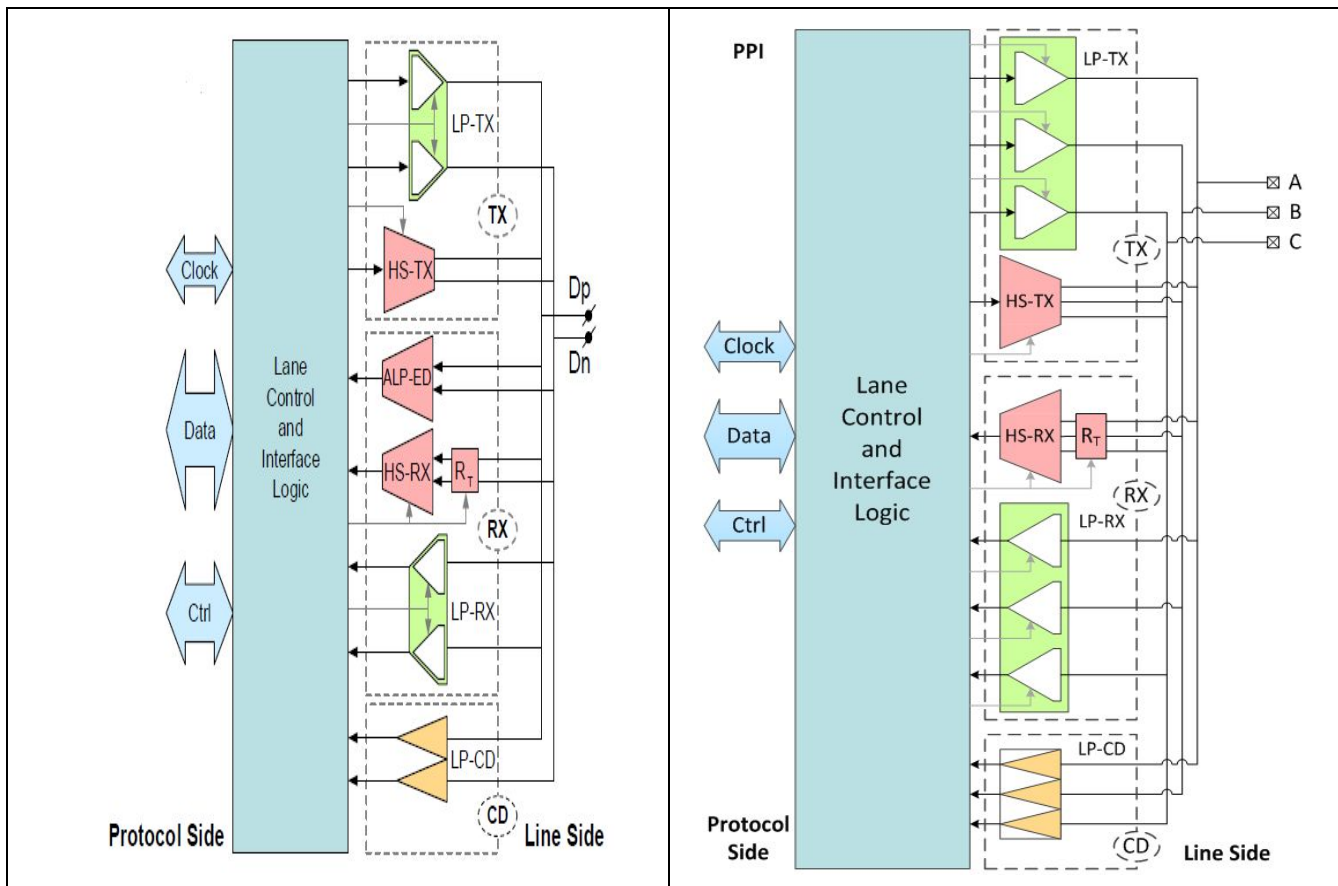 LP-TX
TX
Clock
HS-TX
Dp
Dn
ALP-ED
Lane
Control
and
Interface
Logic
Data
HS-RX
RT
RX
Ctrl
LP-RX
LP-CD
CD
Protocol Side
Line Side
PPI
LP-TX
A
B
C
TX
HS-TX
Clock
Lane
Control
and
Interface
Logic
Data
HS-RX
RT
RX
Ctrl
LP-RX
LP-CD
Protocol
Side
CD
Line Side